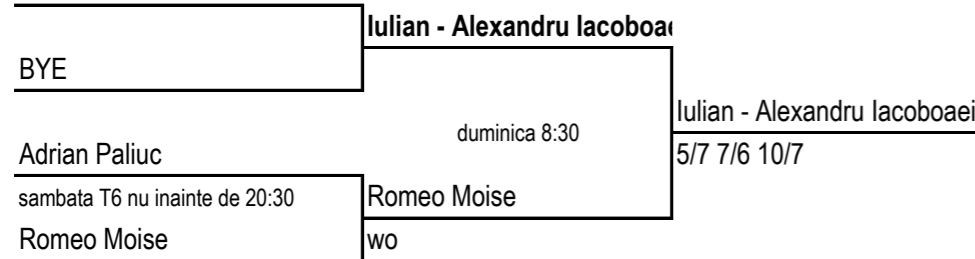 Iulian - Alexandru Iacoboae
BYE
Iulian - Alexandru Iacoboaei
duminica 8:30
Adrian Paliuc
5/7 7/6 10/7
sambata T6 nu inainte de 20:30
Romeo Moise
Romeo Moise
wo